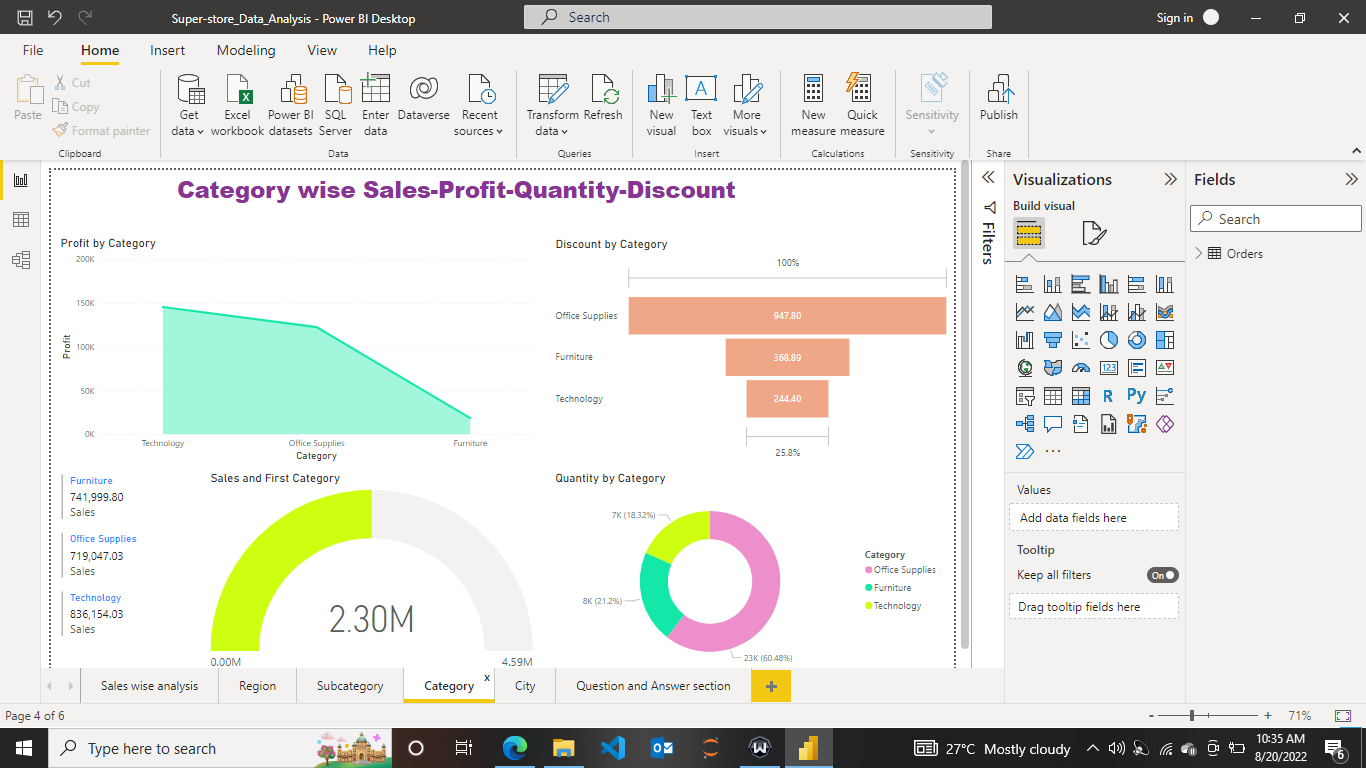 Super-store_Data_Analysis - Power BI Desktop
Search
Sign in
File Home Insert Modeling View Help
Paste
Cut
Copy
Format painter
Clipboard
Get data
Excel workbook
Power BI datasets
SQL Server
Enter data
Dataverse
Recent sources
Data
Transform data
Refresh
Queries
New visual
Text box
More visuals
Insert
New measure
Quick measure
Calculations
Sensitivity
Sensitivity
Publish
Share
Category wise Sales-Profit-Quantity-Discount
Profit by Category
200K
150K
100K
50K
0K
Profit
Technology Office Supplies Furniture
Category
Discount by Category
100%
Office Supplies 947.80
Furniture 368.89
Technology 244.40
25.8%
Furniture
741,999.80
Sales
Office Supplies
719,047.03
Sales
Technology
836,154.03
Sales
Sales and First Category
2.30M
0.00M 4.59M
Quantity by Category
7K (18.32%)
8K (21.2%)
23K (60.48%)
Category
Office Supplies
Furniture
Technology
Filters
Visualizations
Build visual
123
R Py
Values
Add data fields here
Tooltip
Keep all filters On
Drag tooltip fields here
Fields
Search
Orders
Sales wise analysis Region Subcategory Category x City Question and Answer section +
Page 4 of 6
- + 71%
Type here to search
27°C Mostly cloudy
10:35 AM
8/20/2022
6